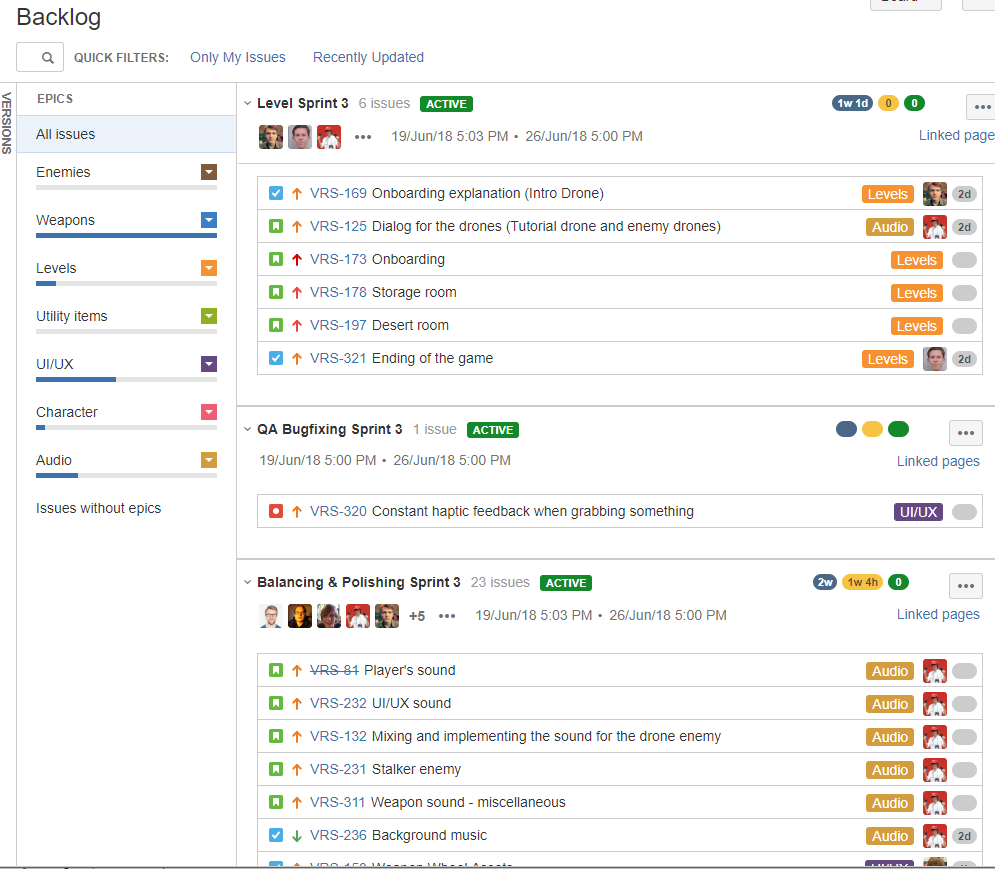 Backlog
QUICK FILTERS: Only My Issues Recently Updated
VERSIONS
EPICS
All issues
Enemies
Weapons
Levels
Utility items
UI/UX
Character
Audio
Issues without epics
Level Sprint 3 6 issues ACTIVE 1w 1d 0 0
19/Jun/18 5:03 PM • 26/Jun/18 5:00 PM
Linked page
VRS-169 Onboarding explanation (Intro Drone) Levels 2d
VRS-125 Dialog for the drones (Tutorial drone and enemy drones) Audio 2d
VRS-173 Onboarding Levels
VRS-178 Storage room Levels
VRS-197 Desert room Levels
VRS-321 Ending of the game Levels 2d
QA Bugfixing Sprint 3 1 issue ACTIVE
19/Jun/18 5:00 PM • 26/Jun/18 5:00 PM
Linked pages
VRS-320 Constant haptic feedback when grabbing something UI/UX
Balancing & Polishing Sprint 3 23 issues ACTIVE 2w 1w 4h 0
+5 19/Jun/18 5:03 PM • 26/Jun/18 5:00 PM
Linked pages
VRS-81 Player's sound Audio
VRS-232 UI/UX sound Audio
VRS-132 Mixing and implementing the sound for the drone enemy Audio
VRS-231 Stalker enemy Audio
VRS-311 Weapon sound - miscellaneous Audio
VRS-236 Background music Audio 2d
Weapon Wheel Assets